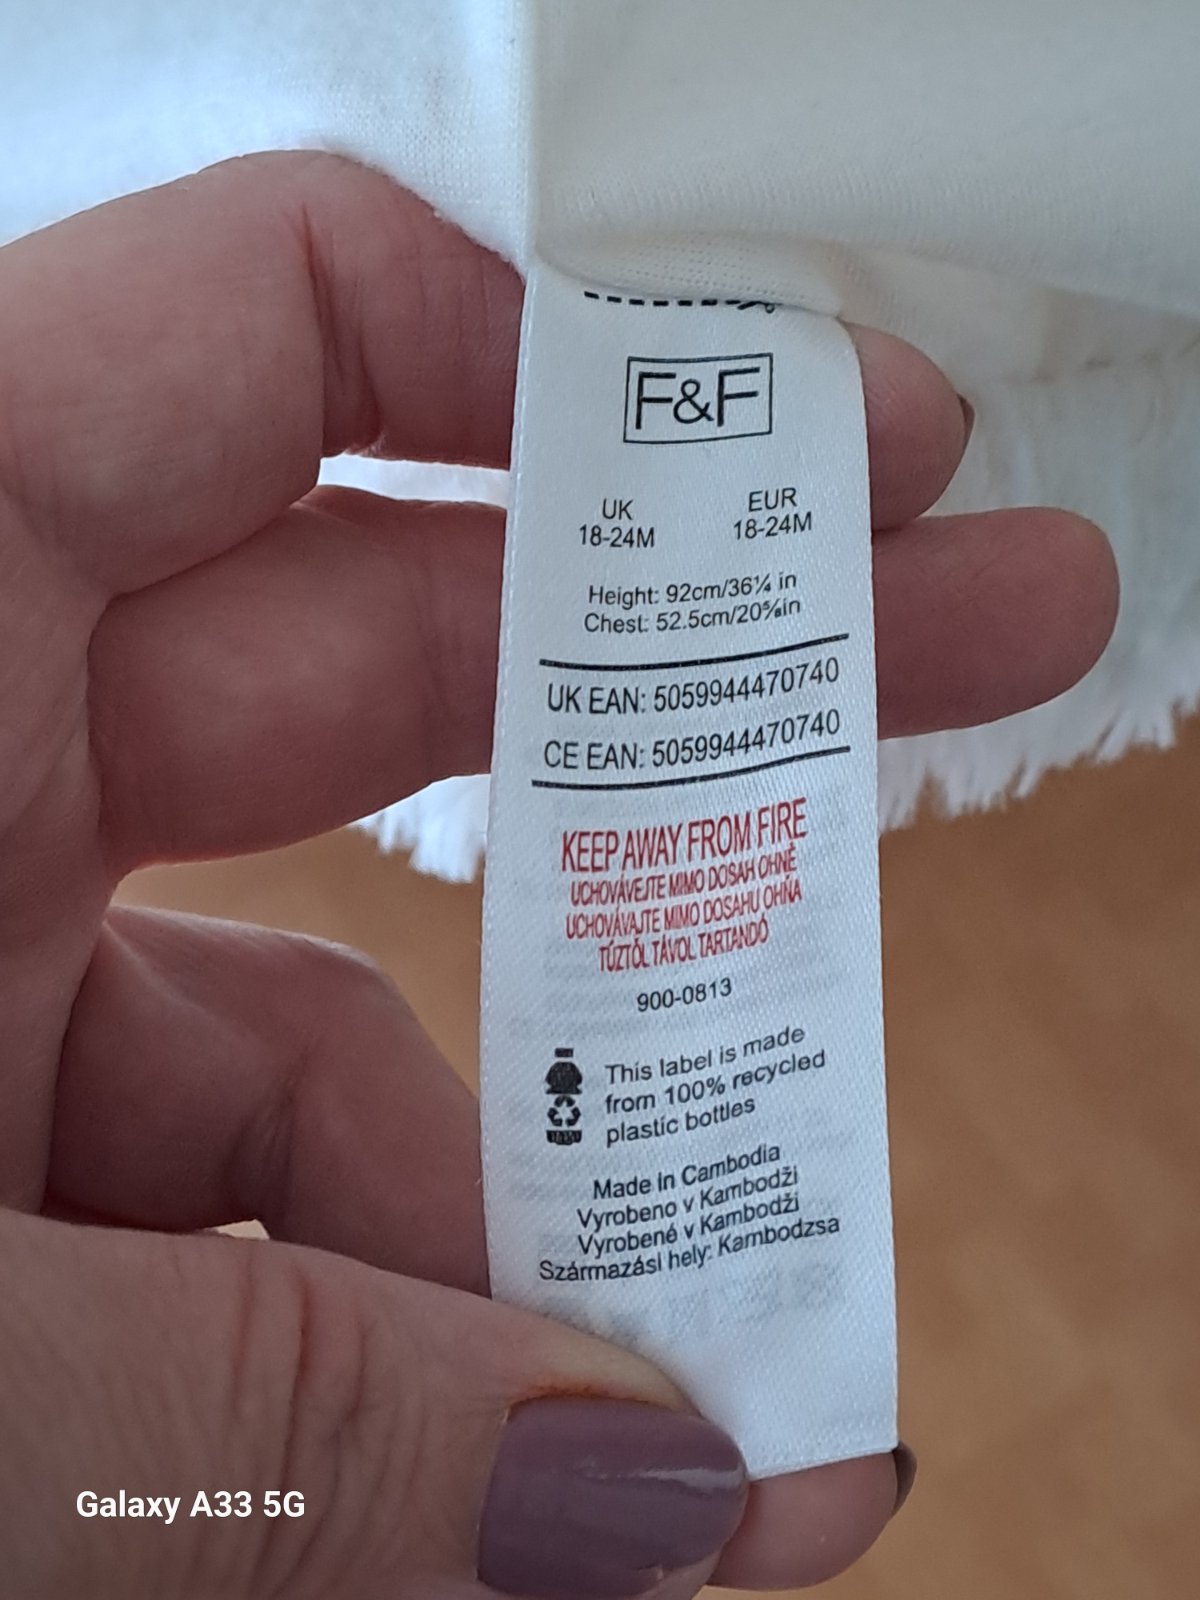 F&F
UK EUR
18-24M 18-24M
Height: 92cm/36¼ in
Chest: 52.5cm/20⅝in
UK EAN: 5059944470740
CE EAN: 5059944470740
KEEP AWAY FROM FIRE
UCHOVÁVEJTE MIMO DOSAH OHNĚ
UCHOVÁVAJTE MIMO DOSAHU OHŇA
TŰZTŐL TÁVOL TARTANDÓ
900-0813
This label is made
from 100% recycled
plastic bottles
Made in Cambodia
Vyrobeno v Kambodži
Vyrobené v Kambodži
Származási hely: Kambodzsa
Galaxy A33 5G